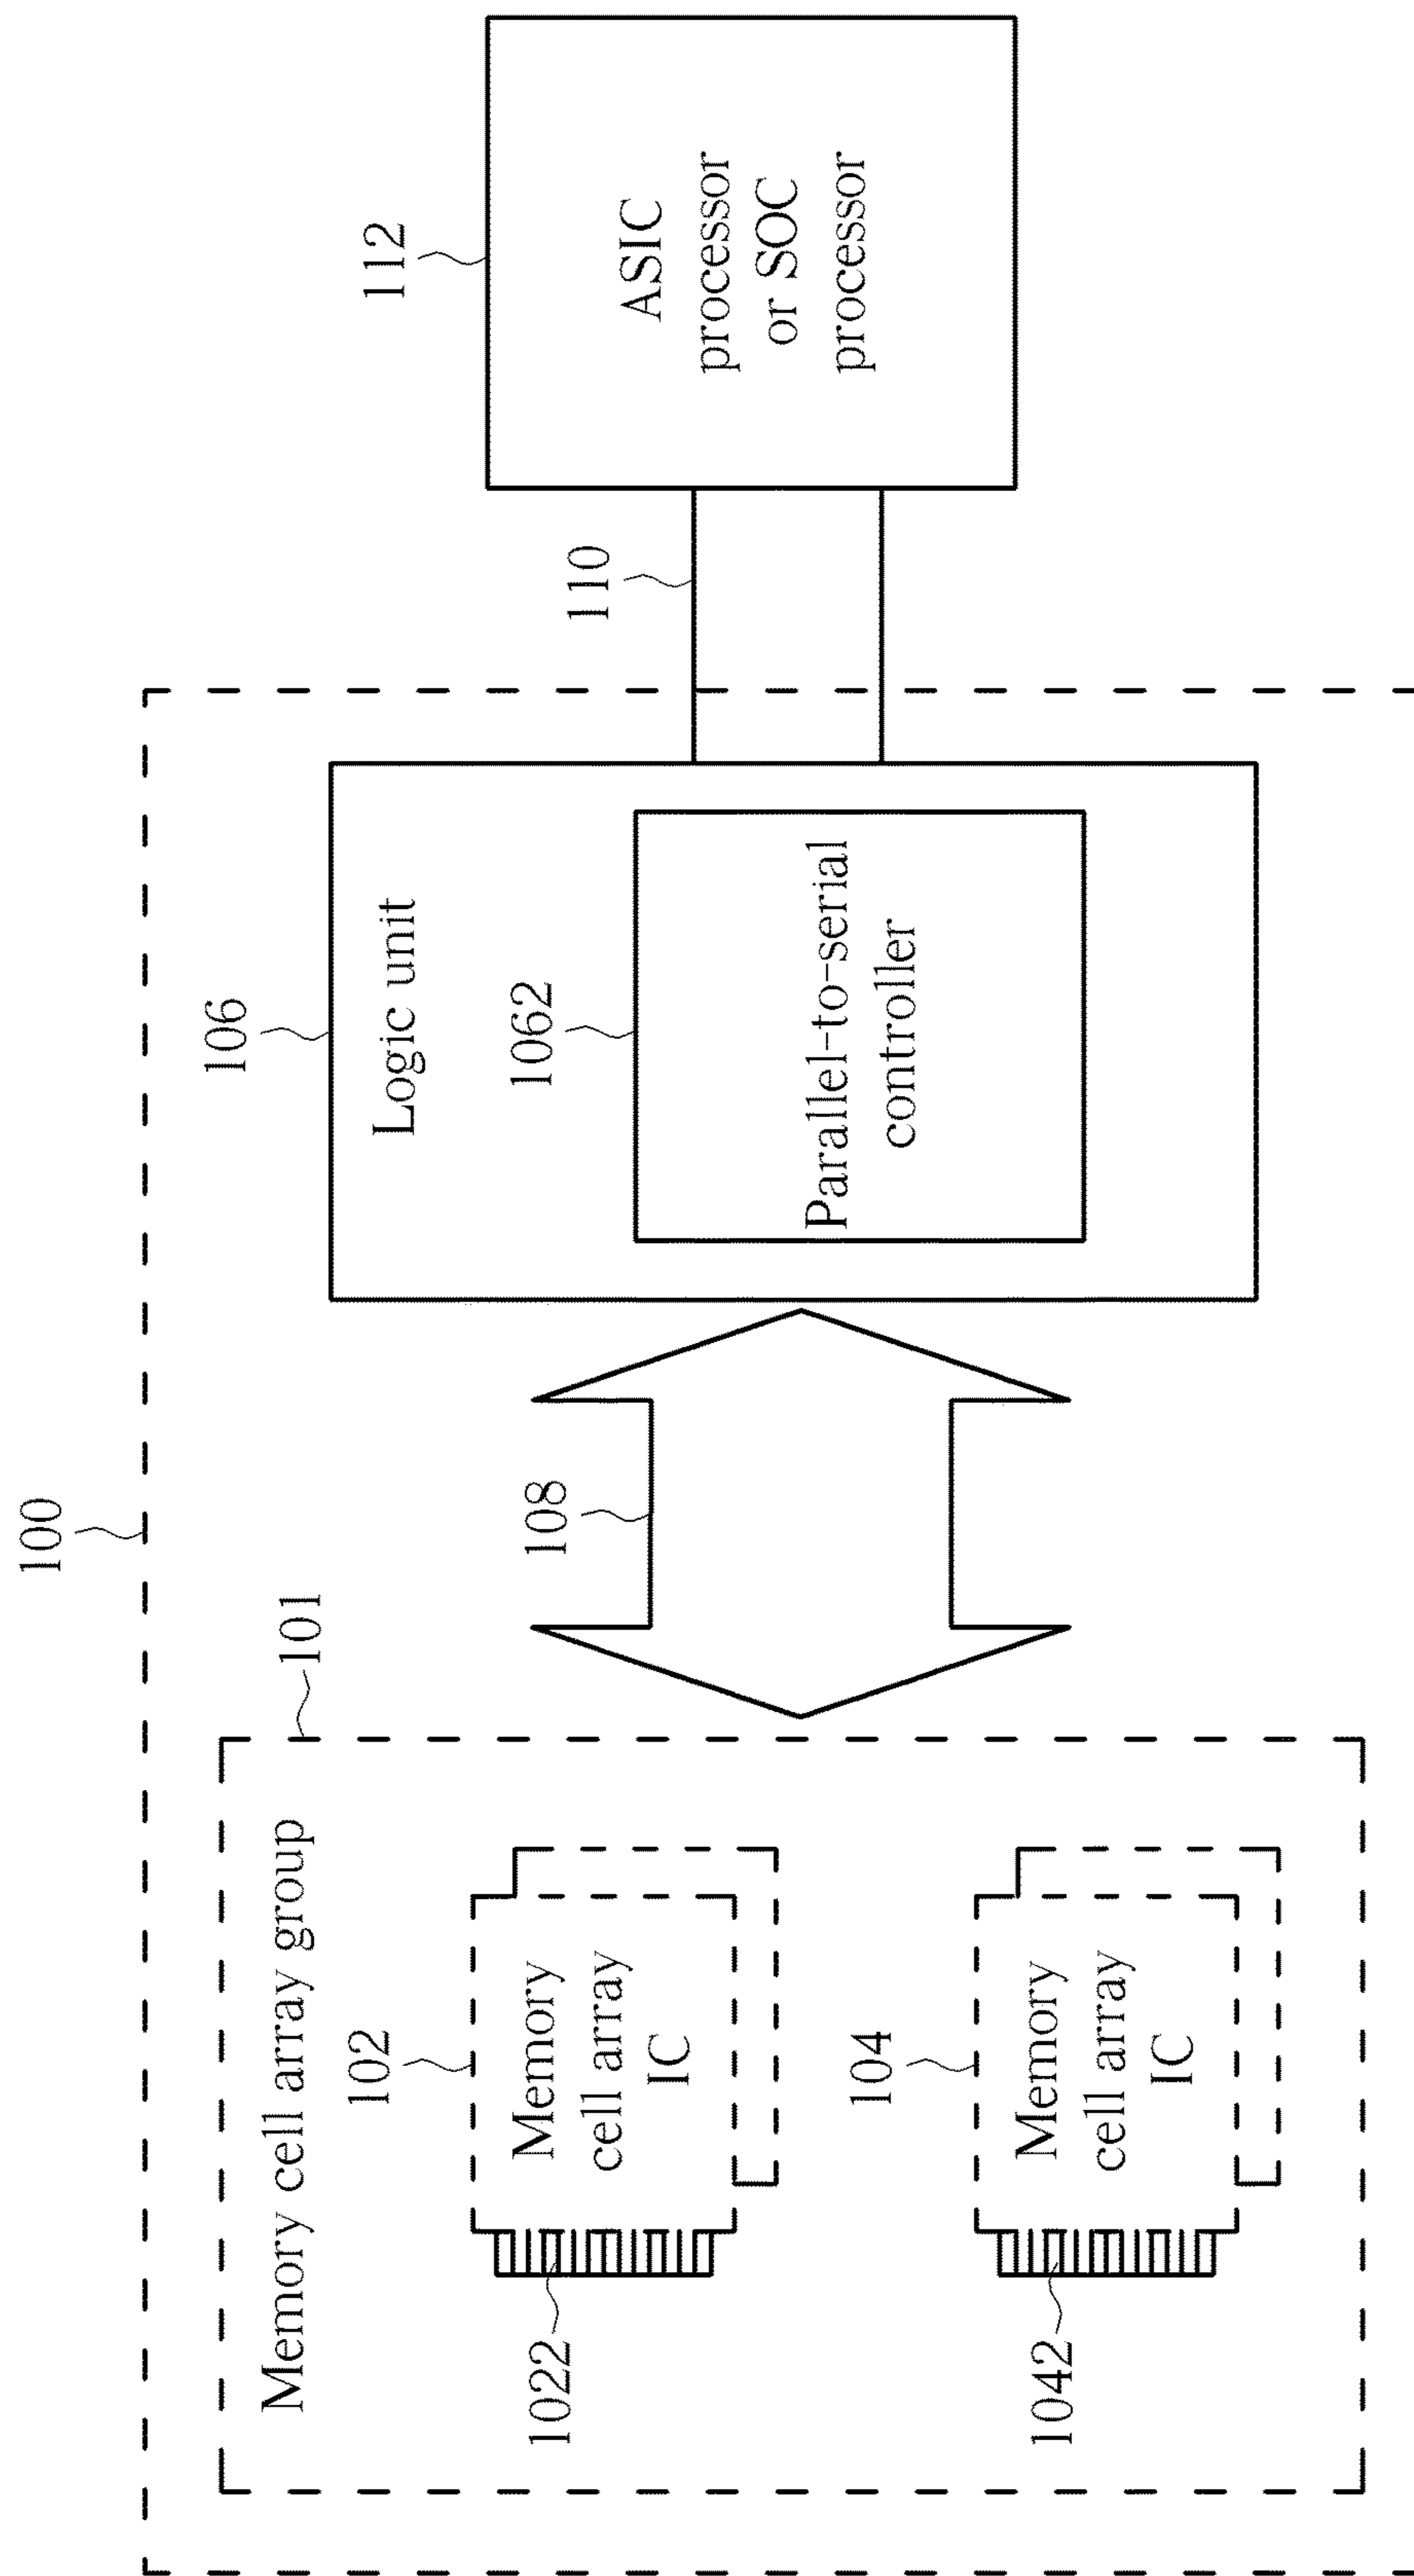 100
Memory cell array group
101
102
Memory
cell array
IC
1022
104
Memory
cell array
IC
1042
108
106
Logic unit
1062
Parallel-to-serial
controller
110
112
ASIC
processor
or SOC
processor